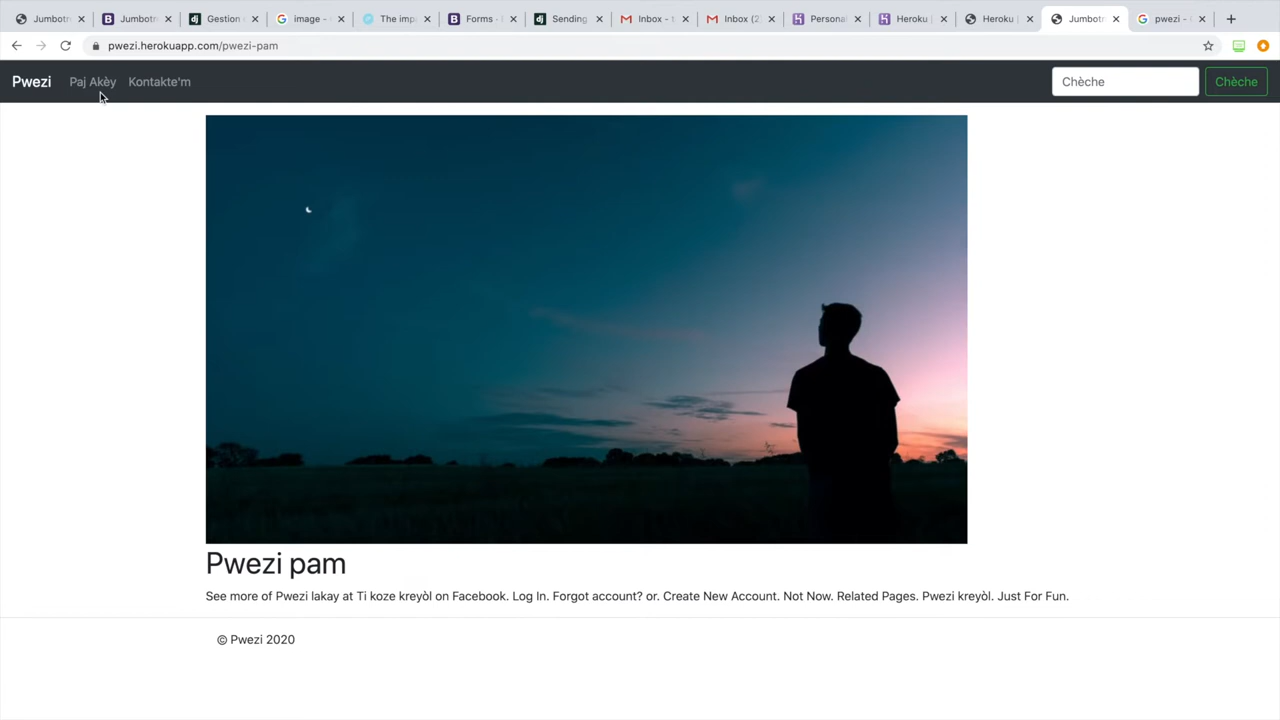 Jumbotr
Jumbotr
Gestion
image -
The imp
Forms ·
Sending
Inbox - t
Inbox (2
Personal
Heroku |
Heroku |
Jumbotr
pwezi -
pwezi.herokuapp.com/pwezi-pam
Pwezi Paj Akèy Kontakte'm Chèche Chèche
Pwezi pam
See more of Pwezi lakay at Ti koze kreyòl on Facebook. Log In. Forgot account? or. Create New Account. Not Now. Related Pages. Pwezi kreyòl. Just For Fun.
© Pwezi 2020